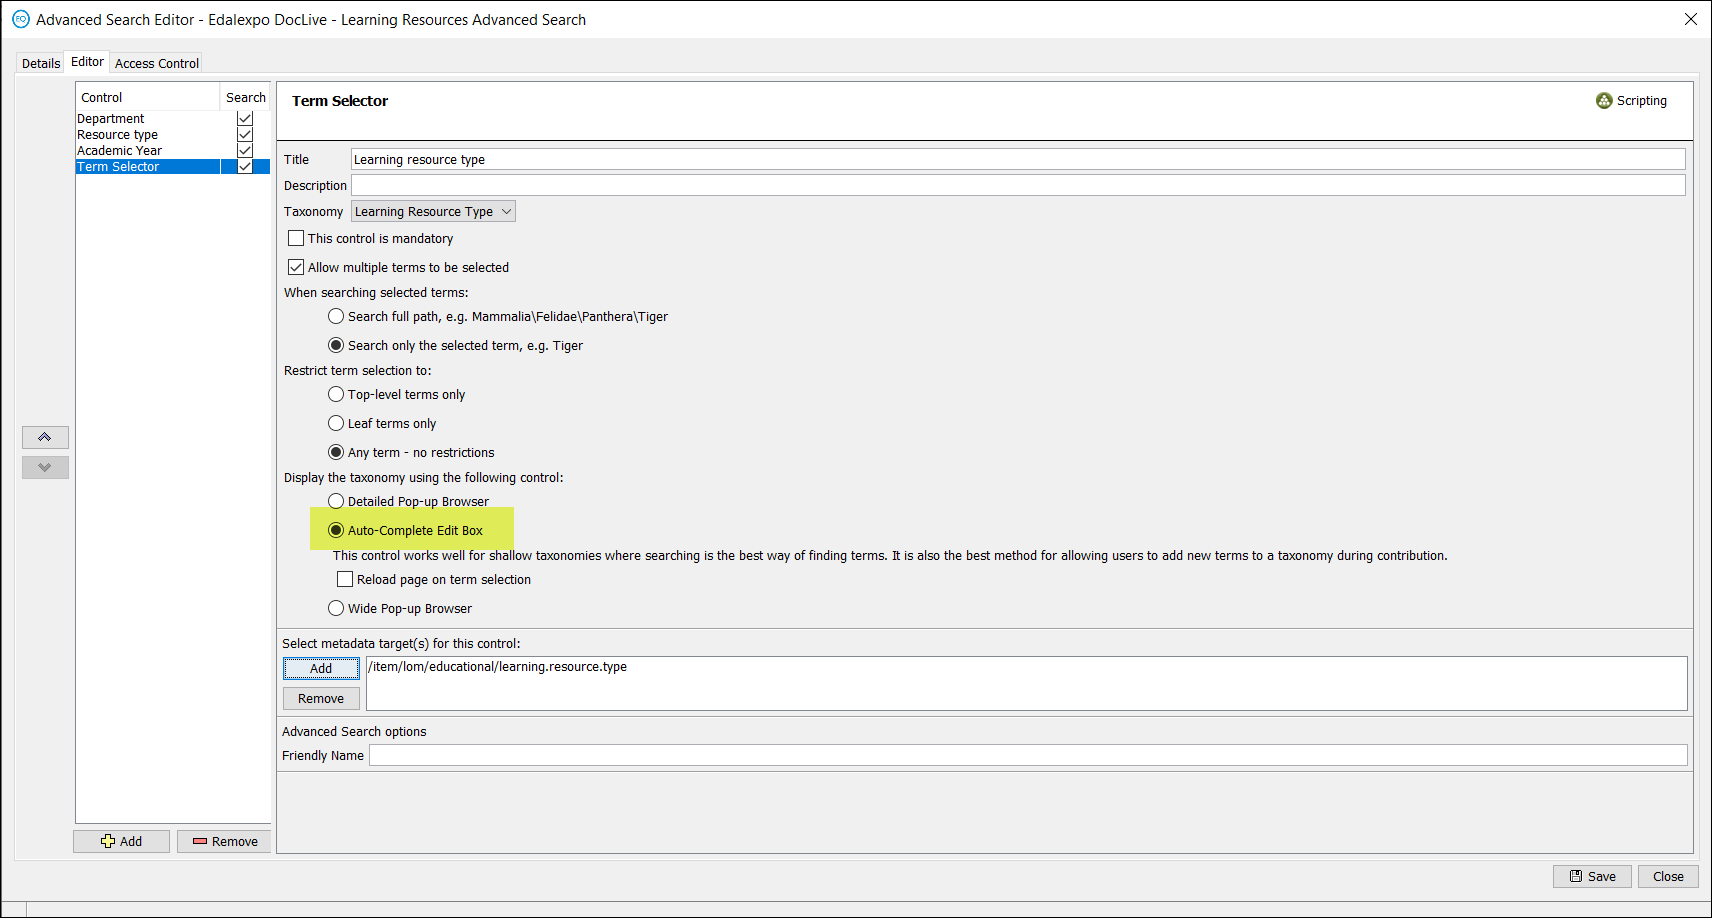 EQ Advanced Search Editor - Edalexpo DocLive - Learning Resources Advanced Search
Details Editor Access Control
Control Search
Department
Resource type
Academic Year
Term Selector
Term Selector
Scripting
Title Learning resource type
Description
Taxonomy Learning Resource Type
This control is mandatory
Allow multiple terms to be selected
When searching selected terms:
Search full path, e.g. Mammalia\Felidae\Panthera\Tiger
Search only the selected term, e.g. Tiger
Restrict term selection to:
Top-level terms only
Leaf terms only
Any term - no restrictions
Display the taxonomy using the following control:
Detailed Pop-up Browser
Auto-Complete Edit Box
This control works well for shallow taxonomies where searching is the best way of finding terms. It is also the best method for allowing users to add new terms to a taxonomy during contribution.
Reload page on term selection
Wide Pop-up Browser
Select metadata target(s) for this control:
Add /item/lom/educational/learning.resource.type
Remove
Advanced Search options
Friendly Name
Add Remove
Save Close